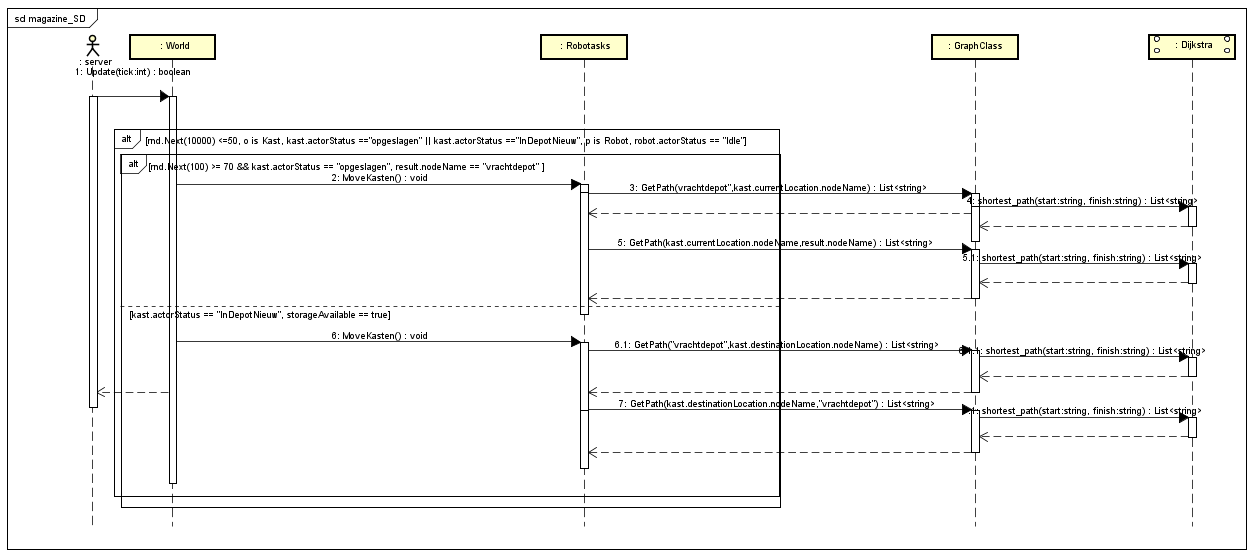 sd magazine_SD
: server
: World
: Robotasks
: GraphClass
: Dijkstra
1: Update(tick:int) : boolean
alt
[rnd.Next(10000) <=50, o is Kast, kast.actorStatus =="opgeslagen" || kast.actorStatus =="InDepotNieuw", p is Robot, robot.actorStatus == "Idle"]
alt
[rnd.Next(100) >= 70 && kast.actorStatus == "opgeslagen", result.nodeName == "vrachtdepot" ]
2: MoveKasten() : void
3: GetPath(vrachtdepot",kast.currentLocation.nodeName) : List<string>
4: shortest_path(start:string, finish:string) : List<string>
5: GetPath(kast.currentLocation.nodeName,result.nodeName) : List<string>
5.1: shortest_path(start:string, finish:string) : List<string>
[kast.actorStatus == "InDepotNieuw", storageAvailable == true]
6: MoveKasten() : void
6.1: GetPath("vrachtdepot",kast.destinationLocation.nodeName) : List<string>
shortest_path(start:string, finish:string) : List<string>
7: GetPath(kast.destinationLocation.nodeName,"vrachtdepot") : List<string>
shortest_path(start:string, finish:string) : List<string>